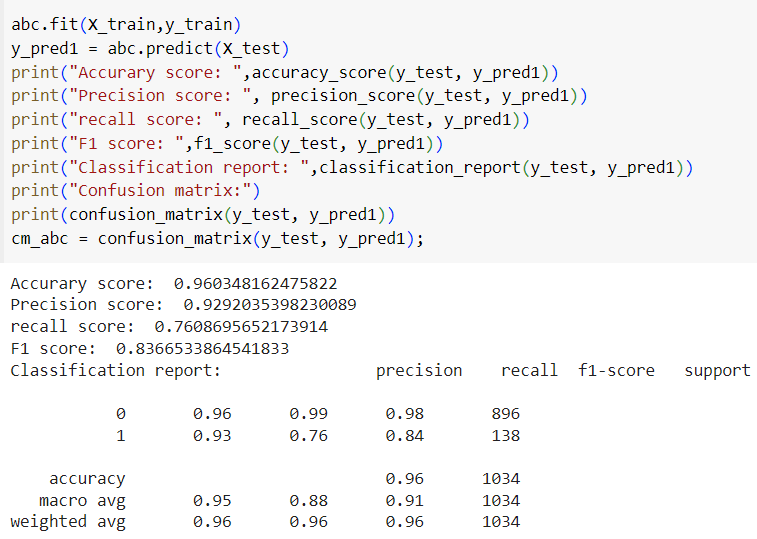 abc.fit(X_train,y_train)
y_pred1 = abc.predict(X_test)
print("Accurary score: ",accuracy_score(y_test, y_pred1))
print("Precision score: ", precision_score(y_test, y_pred1))
print("recall score: ", recall_score(y_test, y_pred1))
print("F1 score: ",f1_score(y_test, y_pred1))
print("Classification report: ",classification_report(y_test, y_pred1))
print("Confusion matrix:")
print(confusion_matrix(y_test, y_pred1))
cm_abc = confusion_matrix(y_test, y_pred1);
Accurary score:  0.960348162475822
Precision score:  0.9292035398230089
recall score:  0.7608695652173914
F1 score:  0.8366533864541833
Classification report:                precision    recall  f1-score   support
0       0.96      0.99      0.98       896
1       0.93      0.76      0.84       138
accuracy                           0.96      1034
macro avg       0.95      0.88      0.91      1034
weighted avg       0.96      0.96      0.96      1034